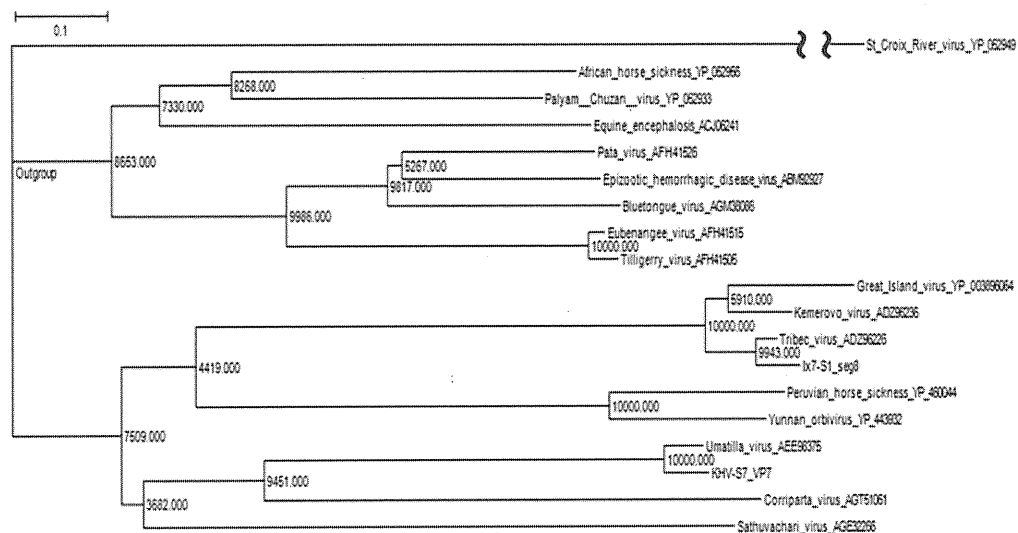 0.1
St_Croix_River_virus_YP_052949
African_horse_sickness_YP_052966
8268.000
Palyam__Chuzan__virus_YP_052933
7330.000
Equine_encephalosis_ACJ06241
8653.000
Pata_virus_AFH41526
Outgroup
6267.000
Epizootic_hemorrhagic_disease_virus_ABM92927
9817.000
Bluetongue_virus_AGM38086
9986.000
Eubenangee_virus_AFH41515
10000.000
Tilligerry_virus_AFH41505
Great_Island_virus_YP_003896064
5910.000
Kemerovo_virus_ADZ96236
10000.000
Tribec_virus_ADZ96226
9943.000
Ix7-S1_seg8
4419.000
Peruvian_horse_sickness_YP_460044
10000.000
Yunnan_orbivirus_YP_443932
7509.000
Umatilla_virus_AEE98375
10000.000
KHV-S7_VP7
9451.000
Corriparta_virus_AGT51061
3682.000
Sathuvachari_virus_AGE32266